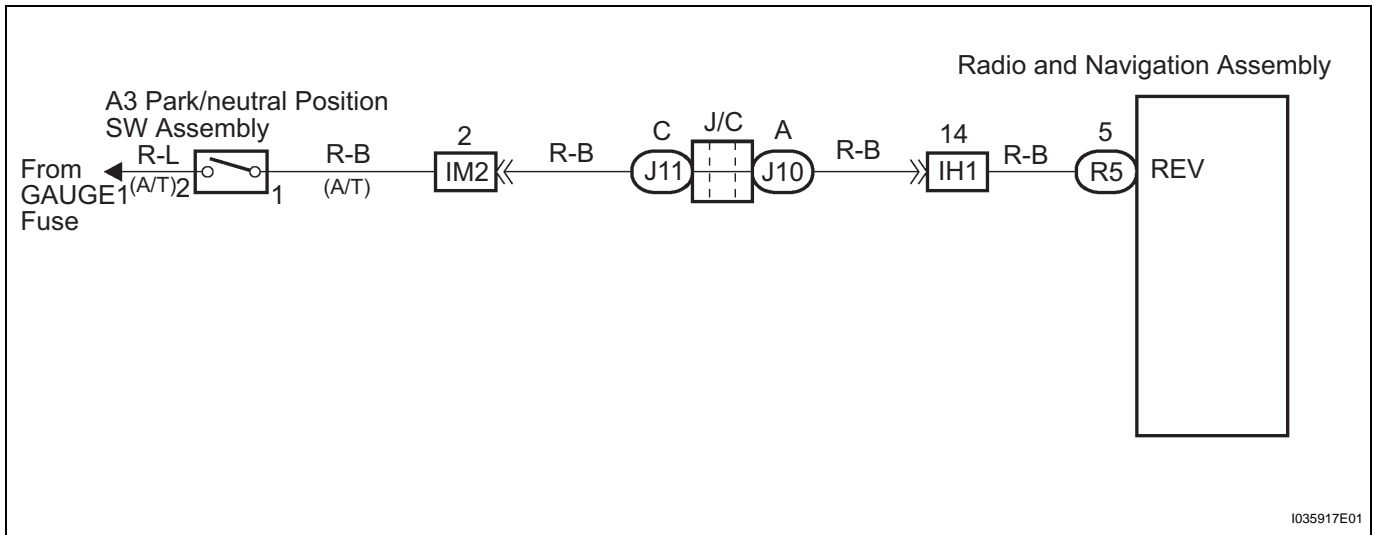 Radio and Navigation Assembly
A3 Park/neutral Position
SW Assembly
From
GAUGE1
Fuse
R-L
(A/T)
2
1
R-B
(A/T)
2
IM2
R-B
C
J11
J/C
A
J10
R-B
14
IH1
R-B
5
R5
REV
I035917E01